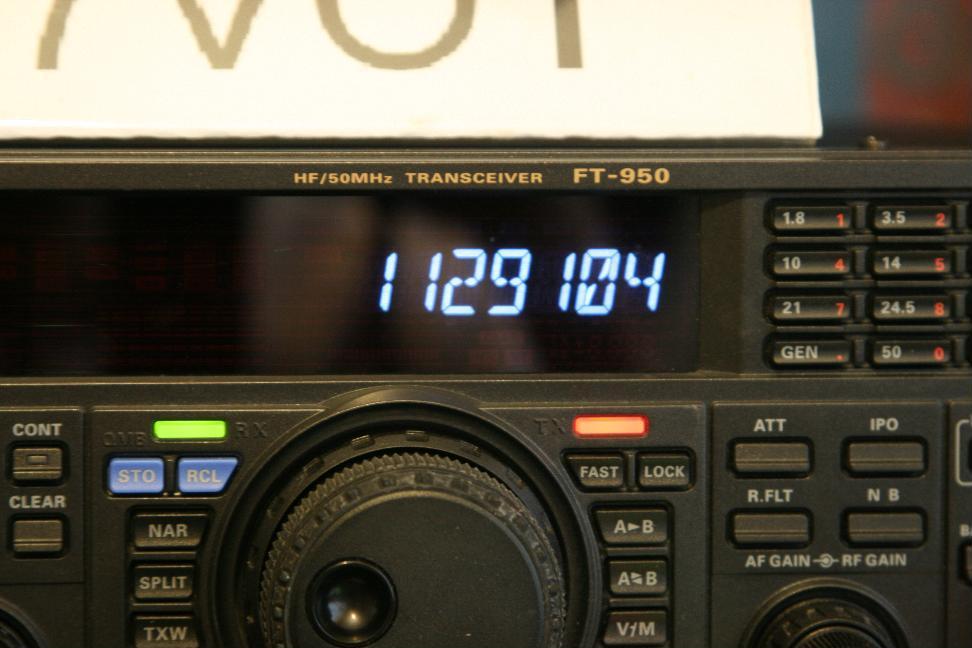 HF/50MHz TRANSCEIVER FT-950
1129104
1.8 1 3.5 2
10 4 14 5
21 7 24.5 8
GEN . 50 0
CONT
CLEAR
QMB RX
STO RCL
NAR
SPLIT
TXW
TX
FAST LOCK
A►B
A⇆B
V/M
ATT IPO
R.FLT N B
AF GAIN RF GAIN